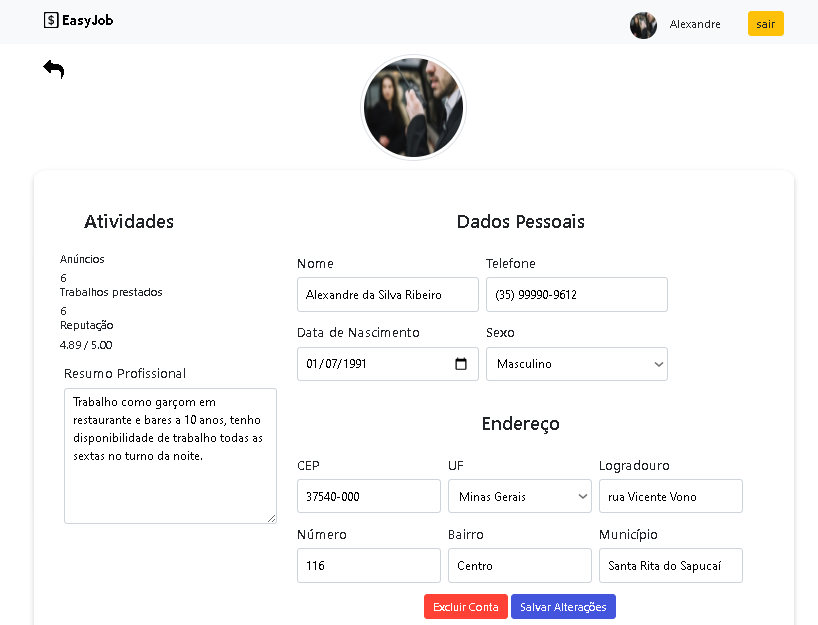 $ EasyJob
Alexandre
sair
Atividades
Anúncios
6
Trabalhos prestados
6
Reputação
4.89 / 5.00
Resumo Profissional
Trabalho como garçom em
restaurante e bares a 10 anos, tenho
disponibilidade de trabalho todas as
sextas no turno da noite.
Dados Pessoais
Nome Telefone
Alexandre da Silva Ribeiro (35) 99990-9612
Data de Nascimento Sexo
01/07/1991 Masculino
Endereço
CEP UF Logradouro
37540-000 Minas Gerais rua Vicente Vono
Número Bairro Município
116 Centro Santa Rita do Sapucaí
Excluir Conta Salvar Alterações